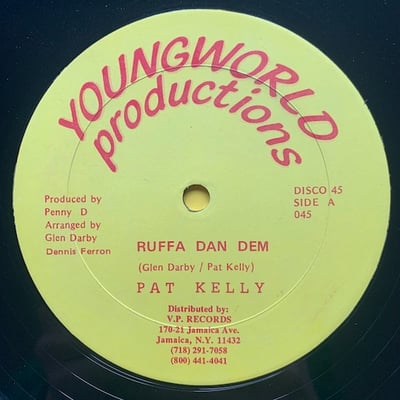 YOUNGWORLD
productions
Produced by
Penny D
Arranged by
Glen Darby
Dennis Ferron
DISCO 45
SIDE A
045
RUFFA DAN DEM
(Glen Darby / Pat Kelly)
PAT KELLY
Distributed by:
V.P. RECORDS
170-21 Jamaica Ave.
Jamaica, N.Y. 11432
(718) 291-7058
(800) 441-4041